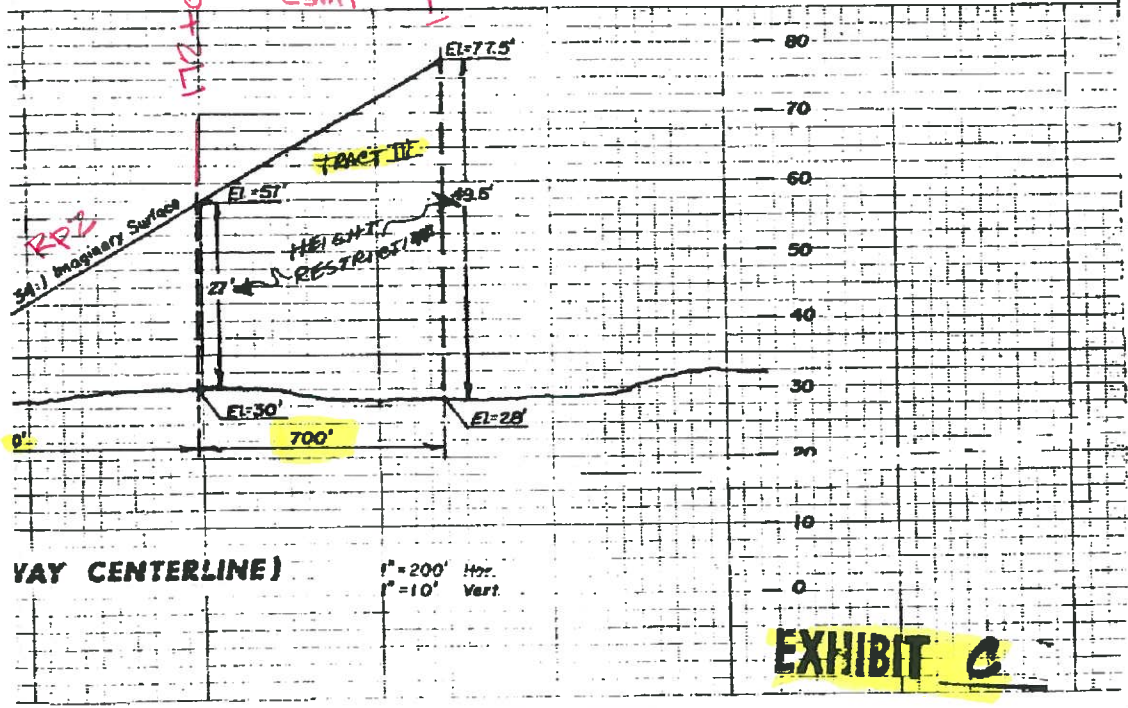 EL=77.5'
80
70
TRACT III
60
EL=57'
49.5'
RPZ
34:1 Imaginary Surface
HEIGHT
RESTRICTION
50
27'
40
30
EL=30'
EL=28'
0'
700'
20
10
WAY CENTERLINE)
1"=200' Hor.
1"=10' Vert.
0
EXHIBIT C